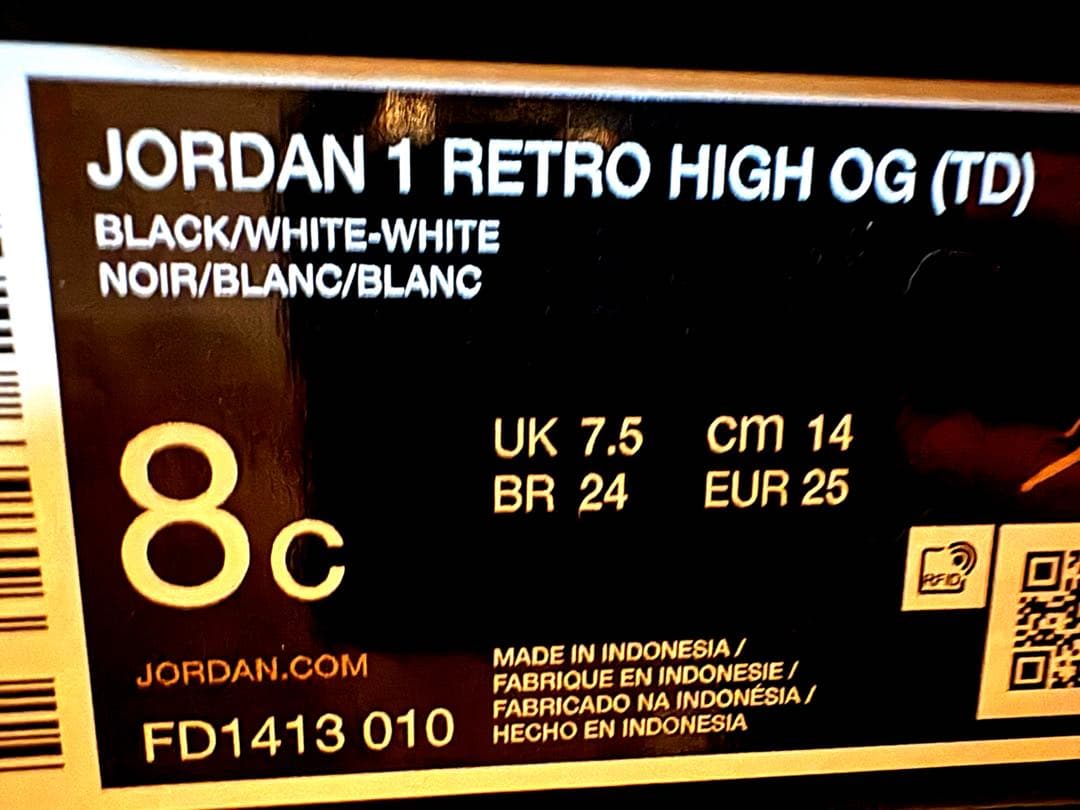 JORDAN 1 RETRO HIGH OG (TD)
BLACK/WHITE-WHITE
NOIR/BLANC/BLANC
8c
UK 7.5 cm 14
BR 24 EUR 25
RFID
JORDAN.COM
FD1413 010
MADE IN INDONESIA /
FABRIQUE EN INDONESIE /
FABRICADO NA INDONÉSIA /
HECHO EN INDONESIA